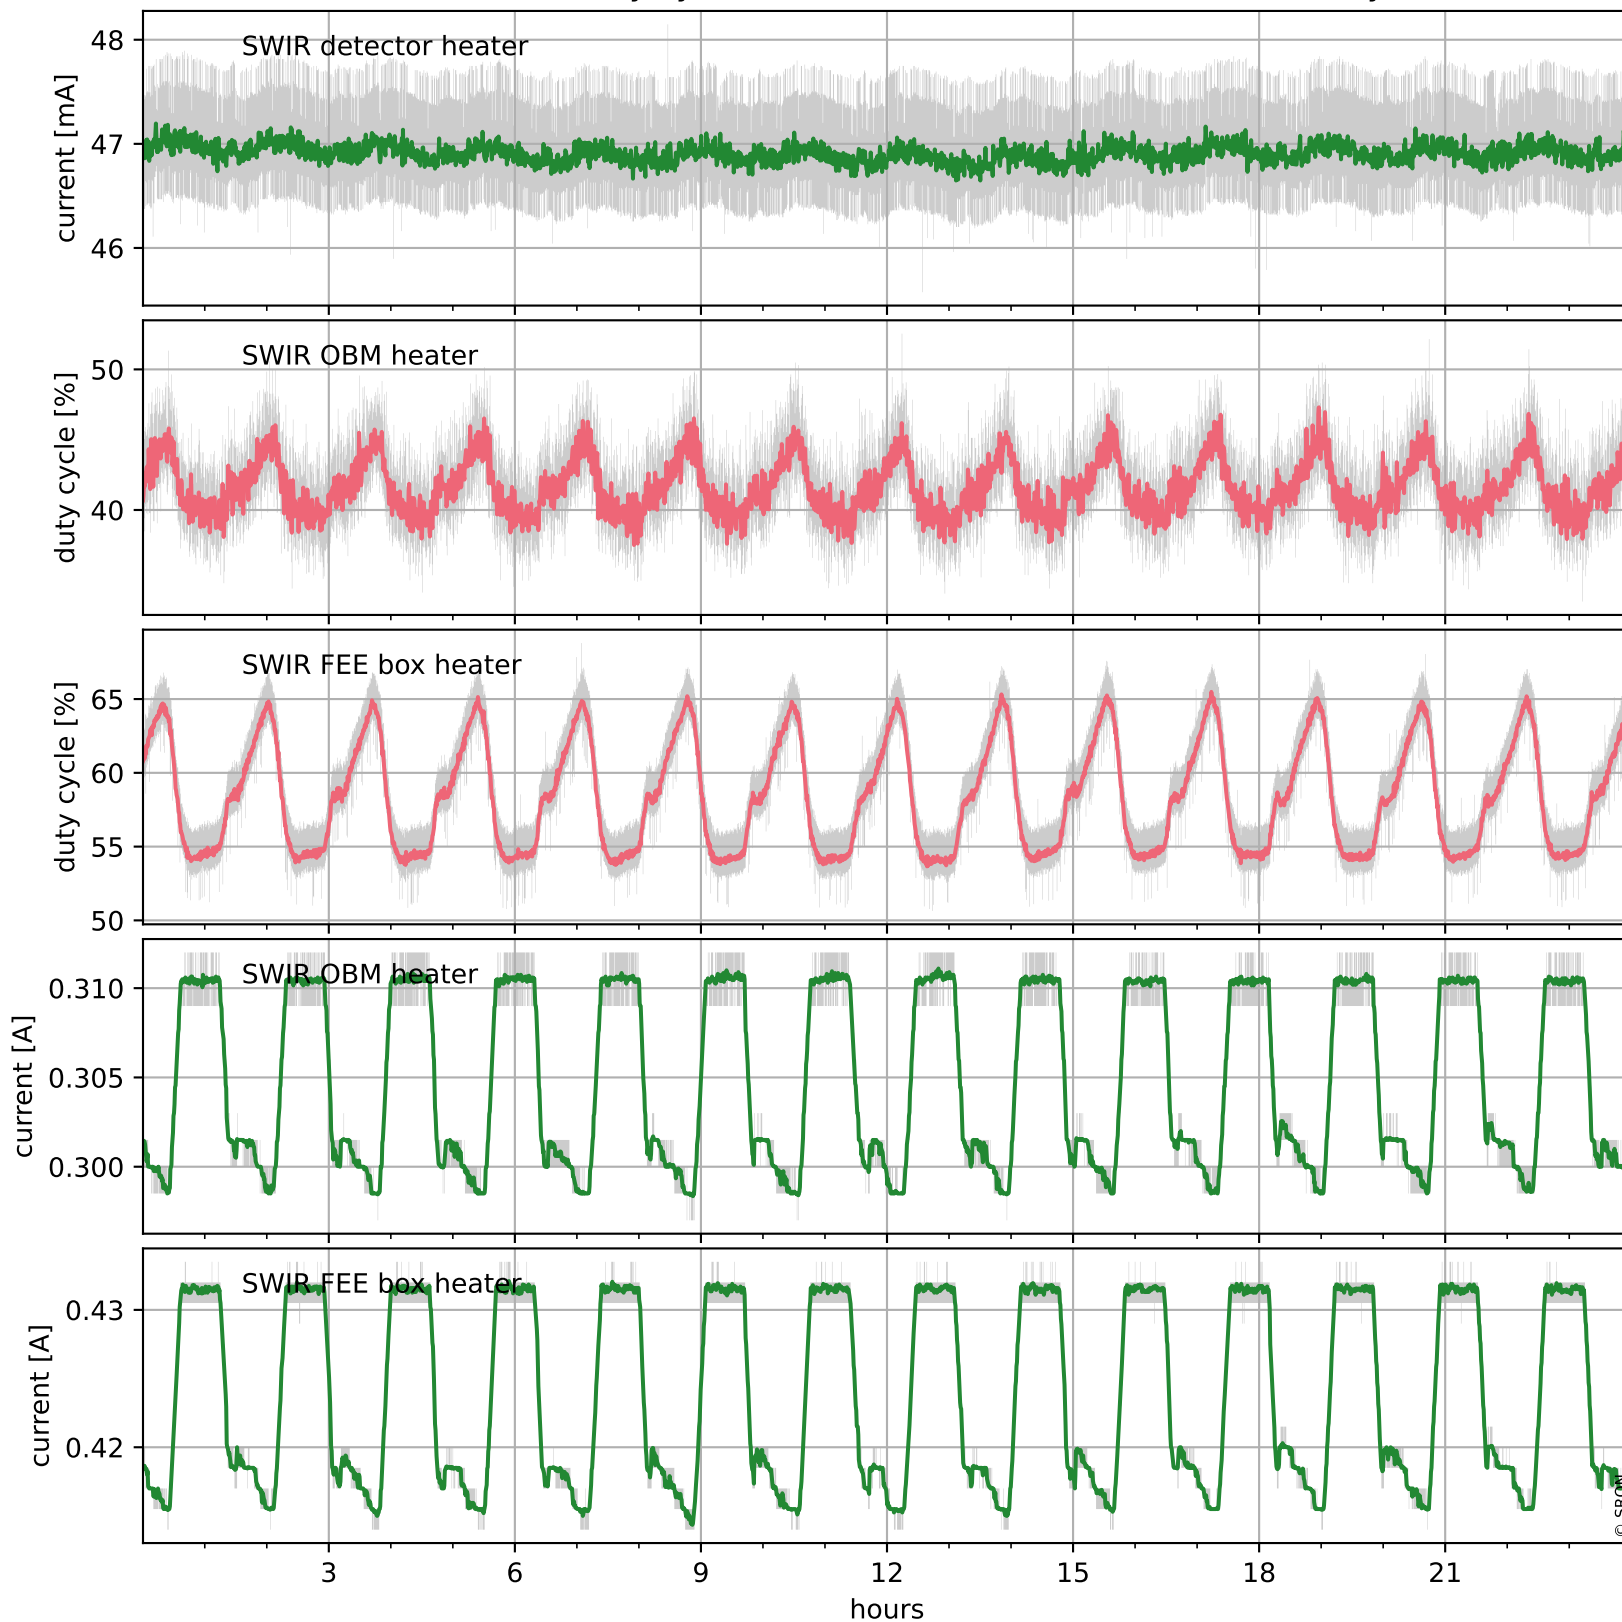 SWIR detector heater
48
47
46
current [mA]
SWIR OBM heater
50
40
duty cycle [%]
SWIR FEE box heater
65
60
55
50
duty cycle [%]
SWIR OBM heater
0.310
0.305
0.300
current [A]
SWIR FEE box heater
0.43
0.42
current [A]
3 6 9 12 15 18 21
hours
© SRON